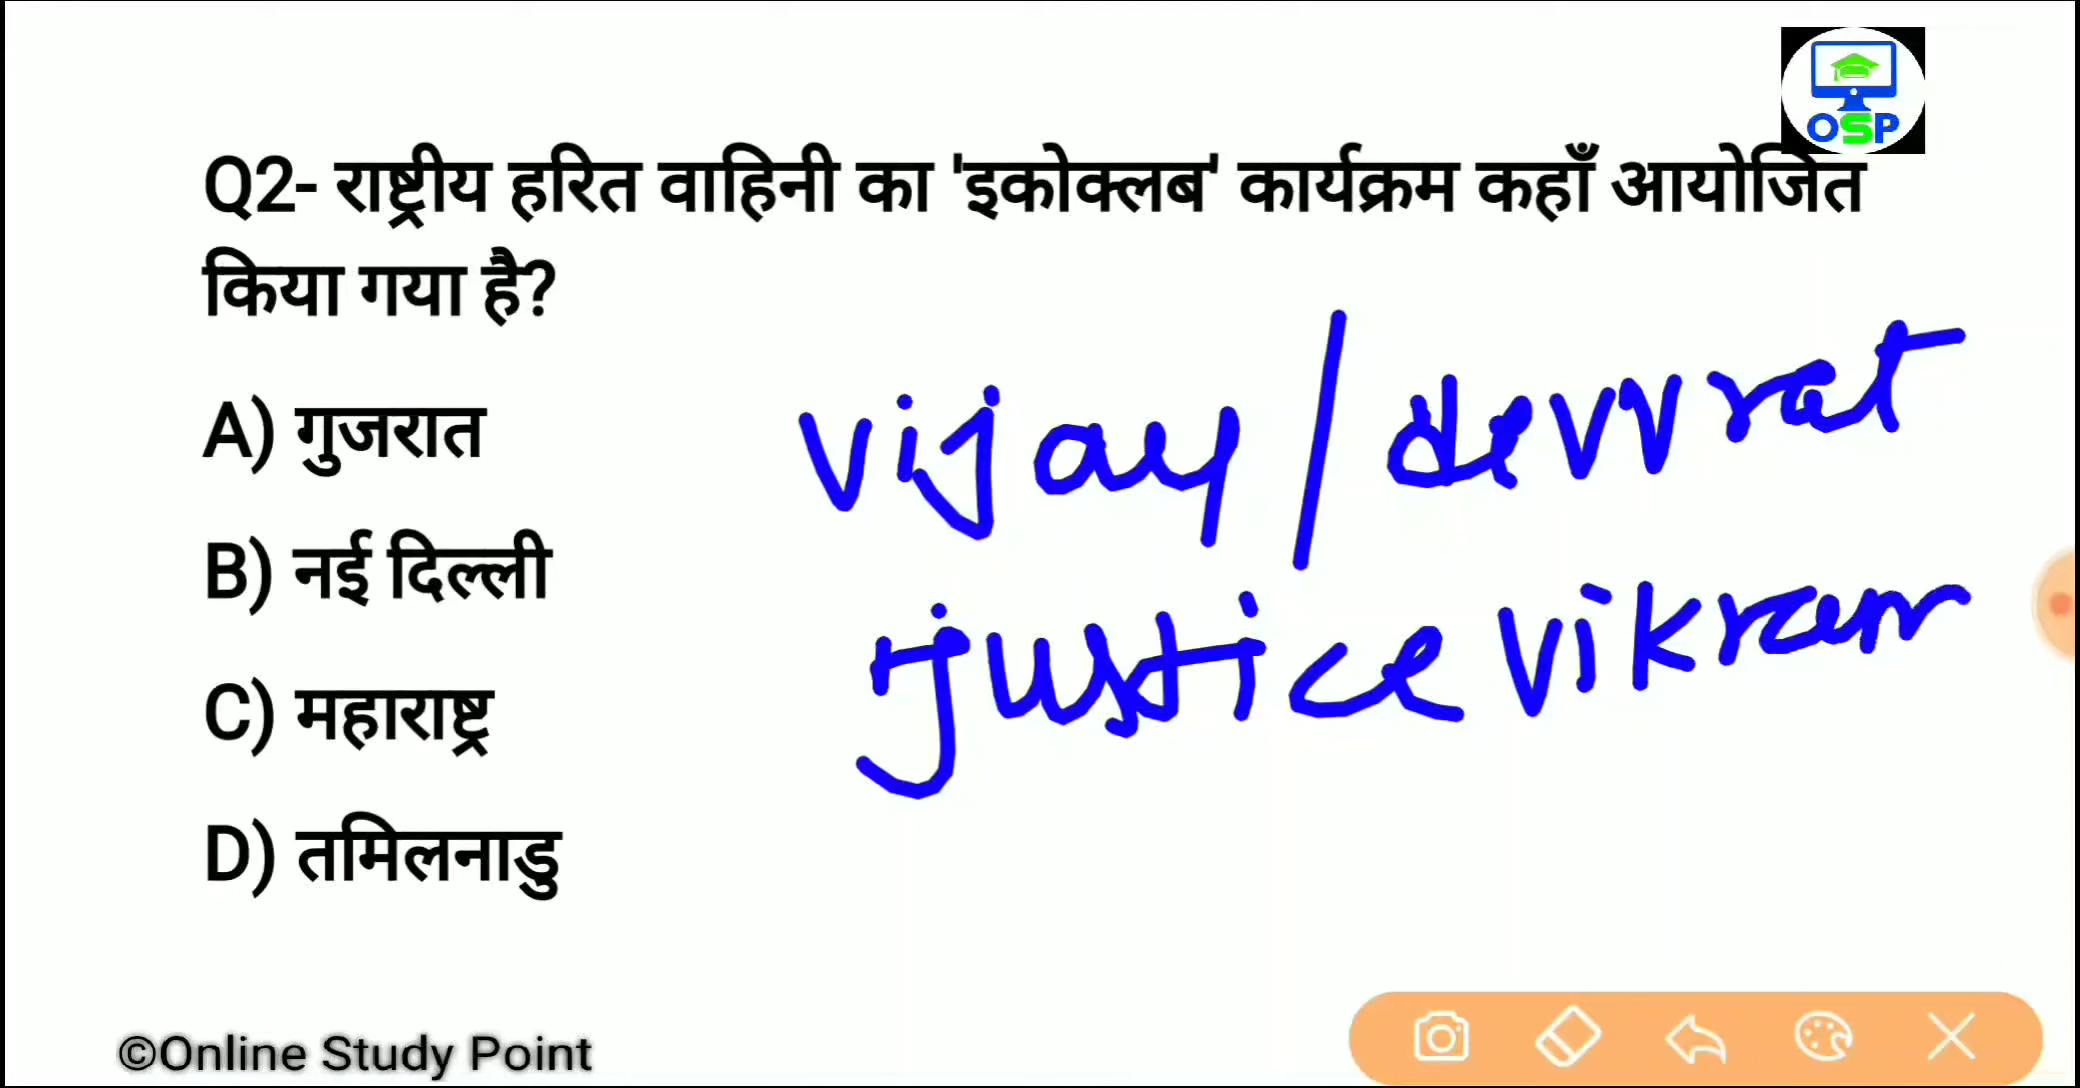 OSP
Q2- राष्ट्रीय हरित वाहिनी का 'इकोक्लब' कार्यक्रम कहाँ आयोजित
किया गया है?
A) गुजरात
vijay / devvrat
B) नई दिल्ली
justice vikram
C) महाराष्ट्र
D) तमिलनाडु
©Online Study Point